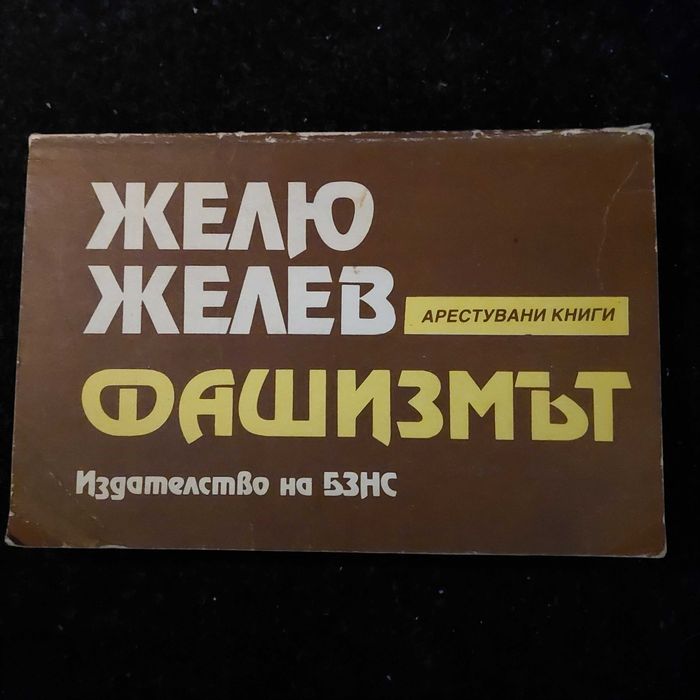 ЖЕЛЮ
ЖЕЛЕВ
АРЕСТУВАНИ КНИГИ
ФАШИЗМЪТ
Издателство на БЗНС